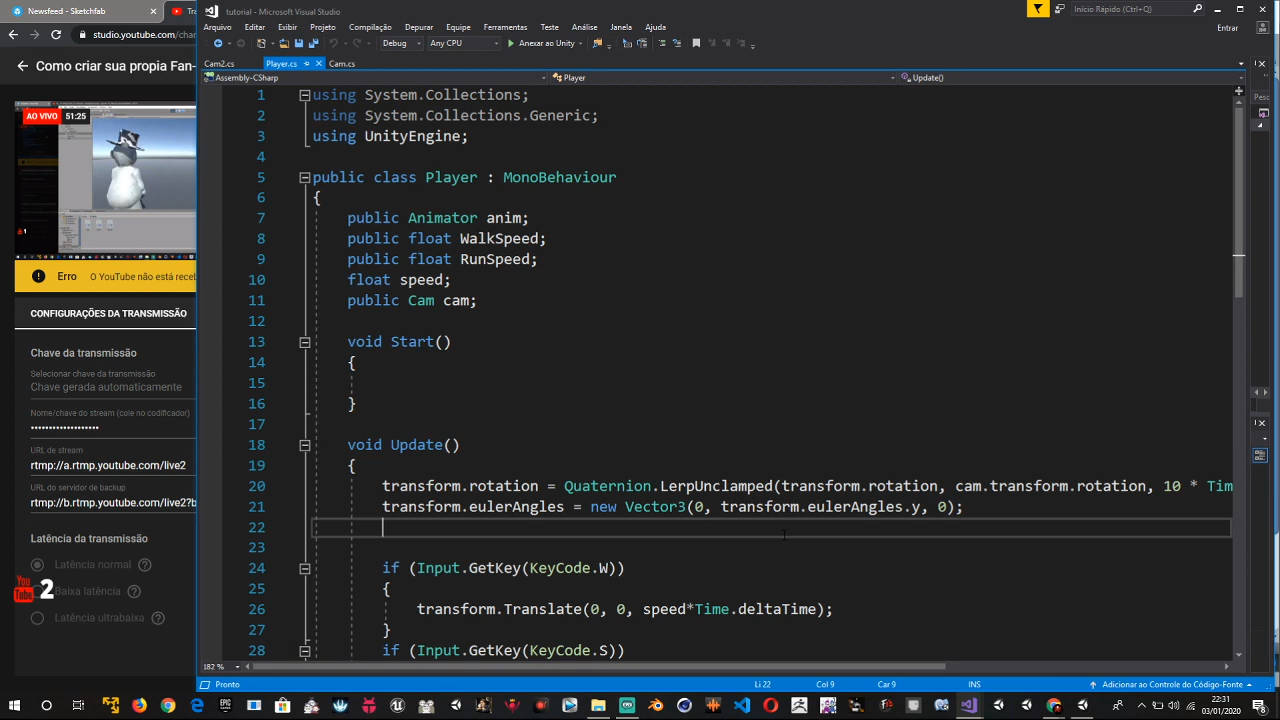 Newsfeed - Sketchfab
Tra
studio.youtube.com/char
Como criar sua propia Fan-
AO VIVO
51:25
1
Erro
O YouTube não está receb
CONFIGURAÇÕES DA TRANSMISSÃO
Chave da transmissão
Selecionar chave da transmissão
Chave gerada automaticamente
Nome/chave do stream (cole no codificador)
URL de stream
rtmp://a.rtmp.youtube.com/live2
URL do servidor de backup
rtmp://b.rtmp.youtube.com/live2?b
Latência da transmissão
Latência normal
Baixa latência
Latência ultrabaixa
You Tube 2
tutorial - Microsoft Visual Studio
Início Rápido (Ctrl+Q)
Arquivo Editar Exibir Projeto Compilação Depurar Equipe Ferramentas Teste Análise Janela Ajuda
Entrar
Debug Any CPU Anexar ao Unity
Cam2.cs Player.cs Cam.cs
Assembly-CSharp Player Update()
Pesq
1 using System.Collections;
2 using System.Collections.Generic;
3 using UnityEngine;
4
5 public class Player : MonoBehaviour
6 {
7 public Animator anim;
8 public float WalkSpeed;
9 public float RunSpeed;
10 float speed;
11 public Cam cam;
12
13 void Start()
14 {
15
16 }
17
18 void Update()
19 {
20 transform.rotation = Quaternion.LerpUnclamped(transform.rotation, cam.transform.rotation, 10 * Tim
21 transform.eulerAngles = new Vector3(0, transform.eulerAngles.y, 0);
22
23
24 if (Input.GetKey(KeyCode.W))
25 {
26 transform.Translate(0, 0, speed*Time.deltaTime);
27 }
28 if (Input.GetKey(KeyCode.S))
182 %
Pronto Li 22 Col 9 Car 9 INS Adicionar ao Controle do Código-Fonte
22:31
13/01/2020